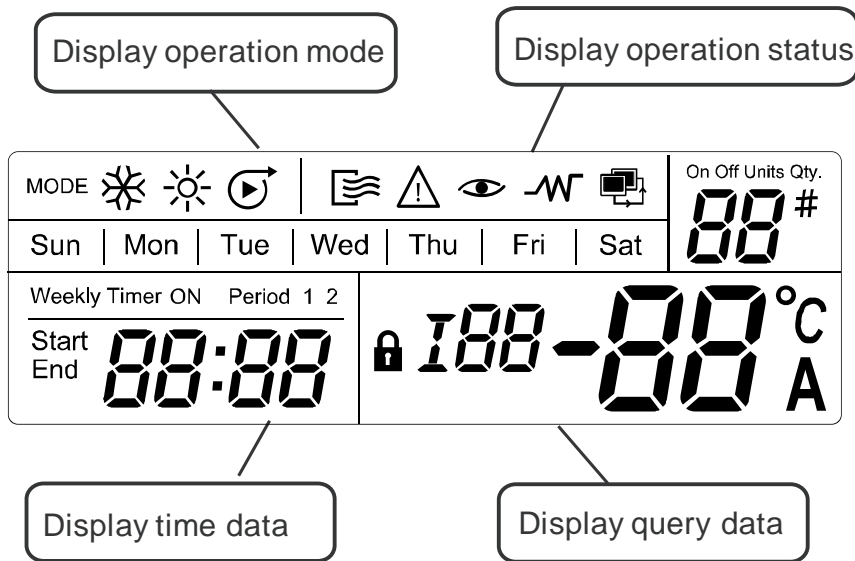 Display operation mode
Display operation status
MODE
On Off Units Qty.
88 #
Sun Mon Tue Wed Thu Fri Sat
Weekly Timer ON Period 1 2
Start
End
88:88
I88 -88 °C
A
Display time data
Display query data